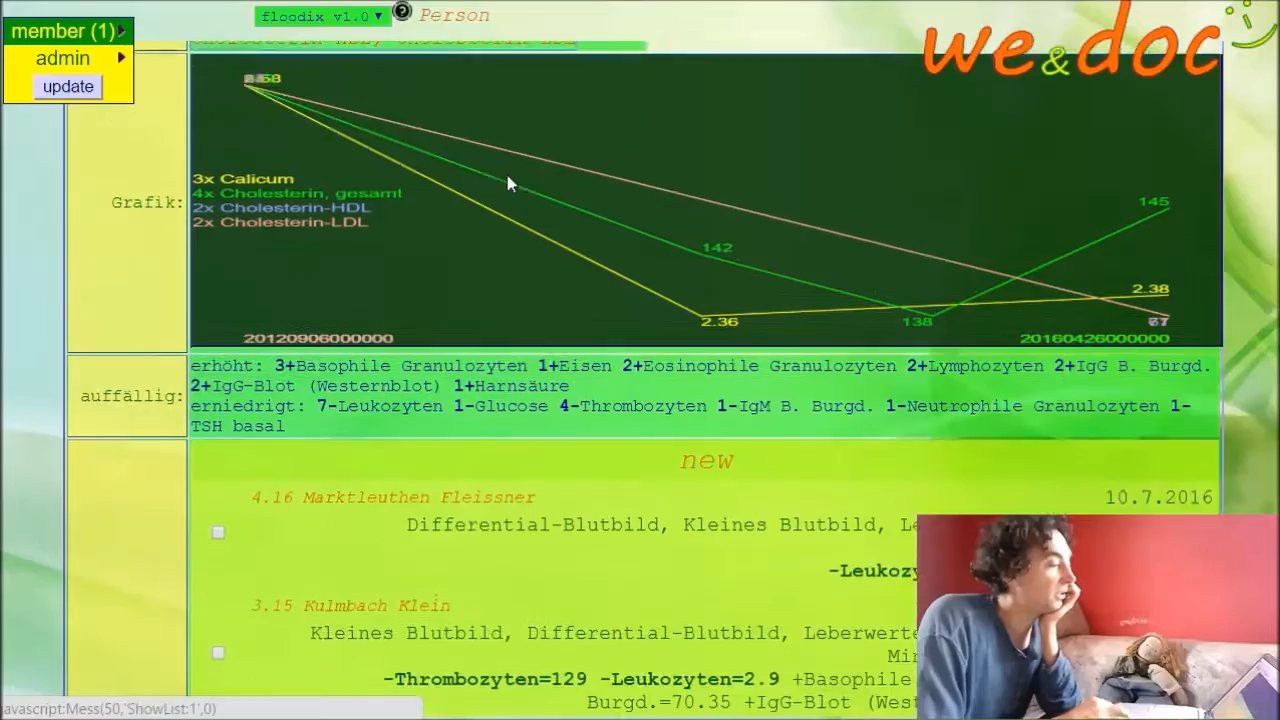 member (1)
admin
update
floodix v1.0
Person
we&doc
Grafik:
3x Calicum
4x Cholesterin, gesamt
2x Cholesterin-HDL
2x Cholesterin-LDL
142
2.36
138
145
2.38
20120906000000
20160426000000
auffällig:
erhöht: 3+Basophile Granulozyten 1+Eisen 2+Eosinophile Granulozyten 2+Lymphozyten 2+IgG B. Burgd.
2+IgG-Blot (Westernblot) 1+Harnsäure
erniedrigt: 7-Leukozyten 1-Glucose 4-Thrombozyten 1-IgM B. Burgd. 1-Neutrophile Granulozyten 1-
TSH basal
new
4.16 Marktleuthen Fleissner
10.7.2016
Differential-Blutbild, Kleines Blutbild, Le
-Leukozy
3.15 Kulmbach Klein
Kleines Blutbild, Differential-Blutbild, Leberwerte
Min
-Thrombozyten=129 -Leukozyten=2.9 +Basophile
Burgd.=70.35 +IgG-Blot (Wes
javascript:Mess(50,'ShowList:1',0)